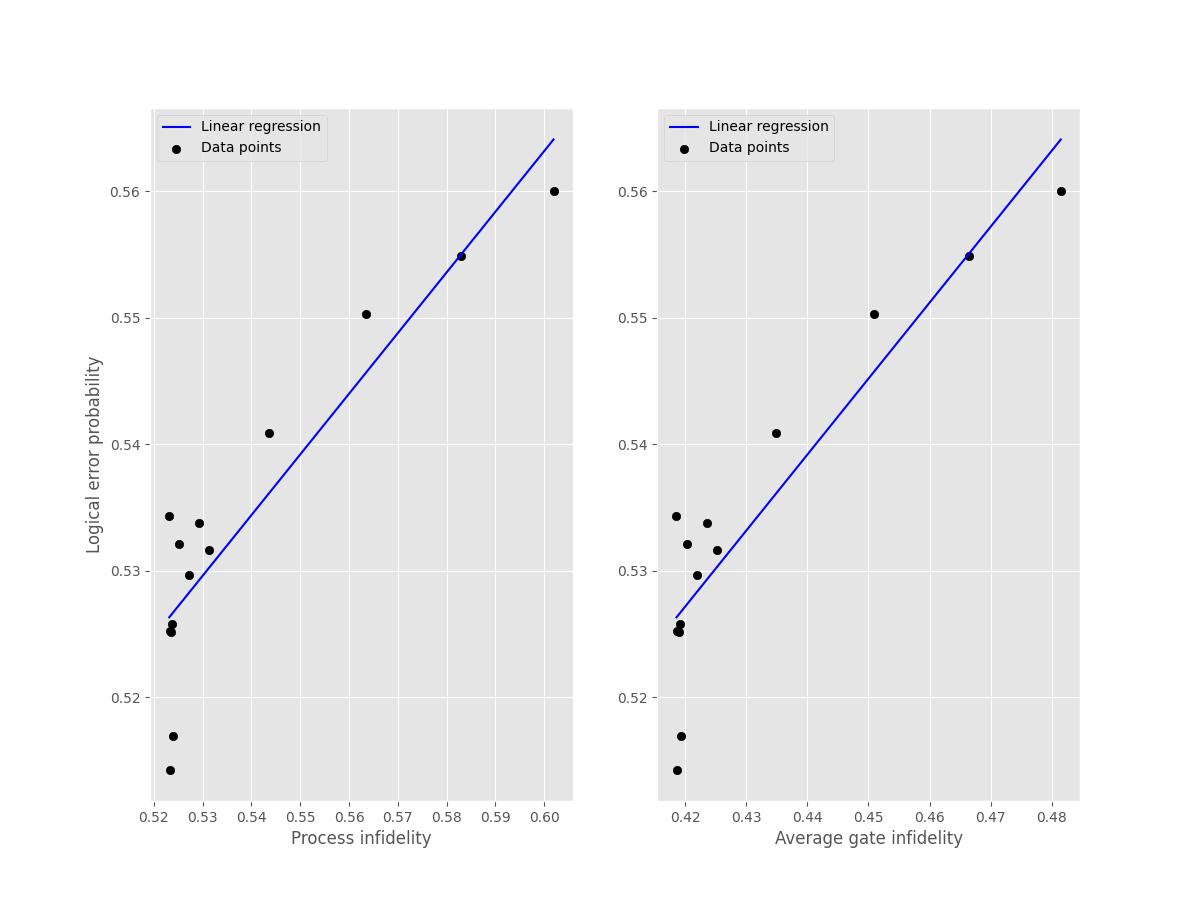 Linear regression
Data points
0.56
0.55
0.54
0.53
0.52
Logical error probability
0.52 0.53 0.54 0.55 0.56 0.57 0.58 0.59 0.60
Process infidelity
Linear regression
Data points
0.56
0.55
0.54
0.53
0.52
0.42 0.43 0.44 0.45 0.46 0.47 0.48
Average gate infidelity